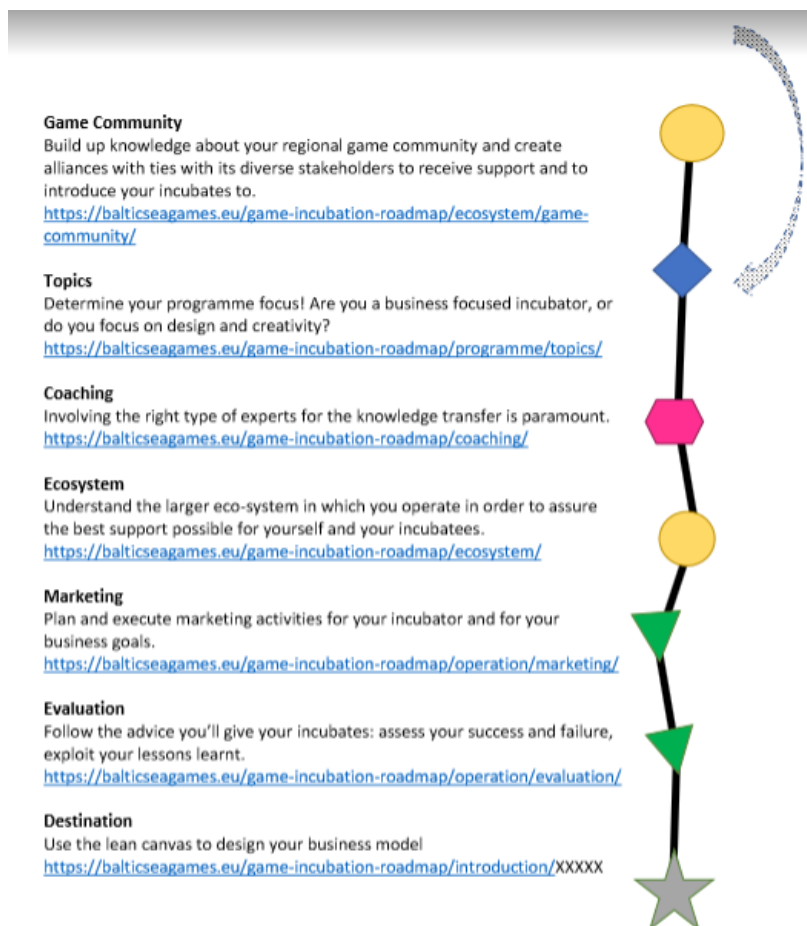 Game Community
Build up knowledge about your regional game community and create
alliances with ties with its diverse stakeholders to receive support and to
introduce your incubates to.
https://balticseagames.eu/game-incubation-roadmap/ecosystem/game-
community/
Topics
Determine your programme focus! Are you a business focused incubator, or
do you focus on design and creativity?
https://balticseagames.eu/game-incubation-roadmap/programme/topics/
Coaching
Involving the right type of experts for the knowledge transfer is paramount.
https://balticseagames.eu/game-incubation-roadmap/coaching/
Ecosystem
Understand the larger eco-system in which you operate in order to assure
the best support possible for yourself and your incubatees.
https://balticseagames.eu/game-incubation-roadmap/ecosystem/
Marketing
Plan and execute marketing activities for your incubator and for your
business goals.
https://balticseagames.eu/game-incubation-roadmap/operation/marketing/
Evaluation
Follow the advice you'll give your incubates: assess your success and failure,
exploit your lessons learnt.
https://balticseagames.eu/game-incubation-roadmap/operation/evaluation/
Destination
Use the lean canvas to design your business model
https://balticseagames.eu/game-incubation-roadmap/introduction/XXXXX